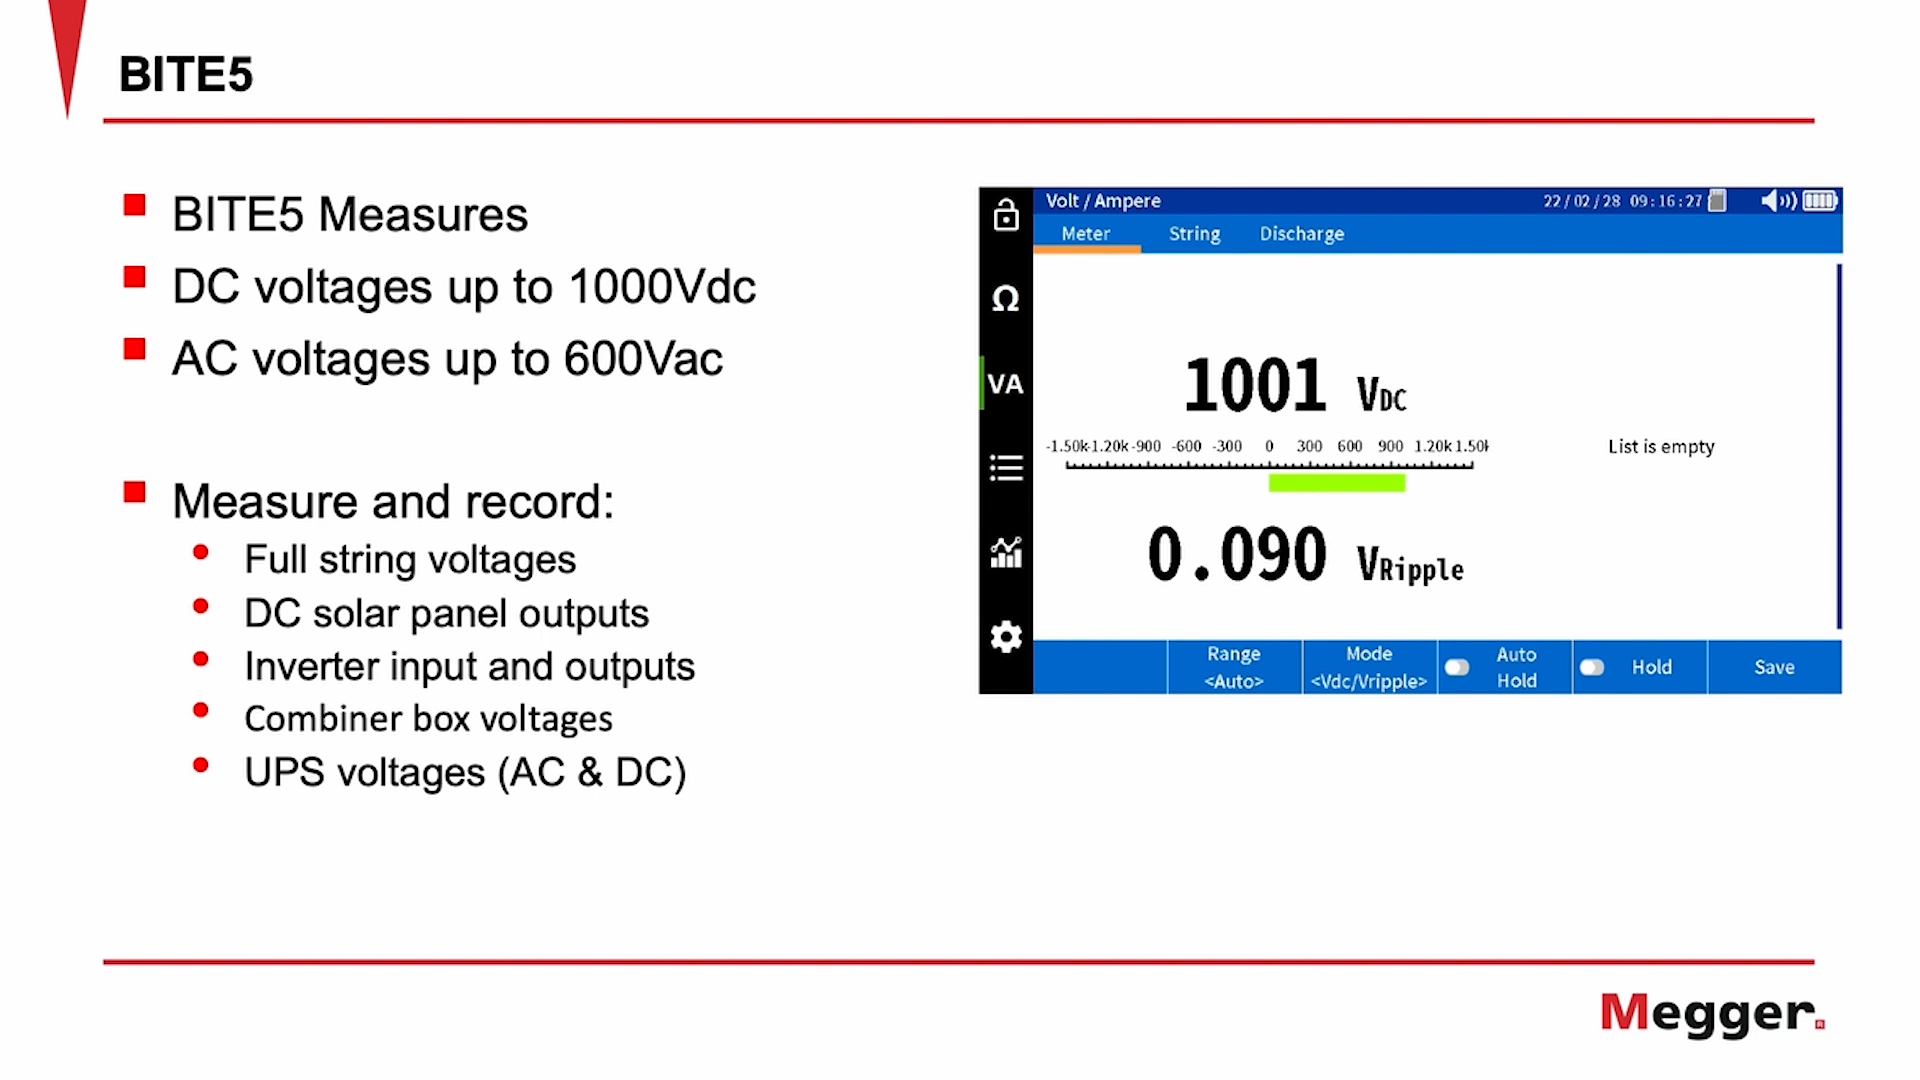 BITE5
BITE5 Measures
DC voltages up to 1000Vdc
AC voltages up to 600Vac
Measure and record:
Full string voltages
DC solar panel outputs
Inverter input and outputs
Combiner box voltages
UPS voltages (AC & DC)
Volt / Ampere 22/02/28 09:16:27
Meter String Discharge
Ω
VA
1001 VDC
-1.50k -1.20k -900 -600 -300 0 300 600 900 1.20k 1.50k
List is empty
0.090 VRipple
Range
<Auto>
Mode
<Vdc/Vripple>
Auto
Hold
Hold
Save
Megger